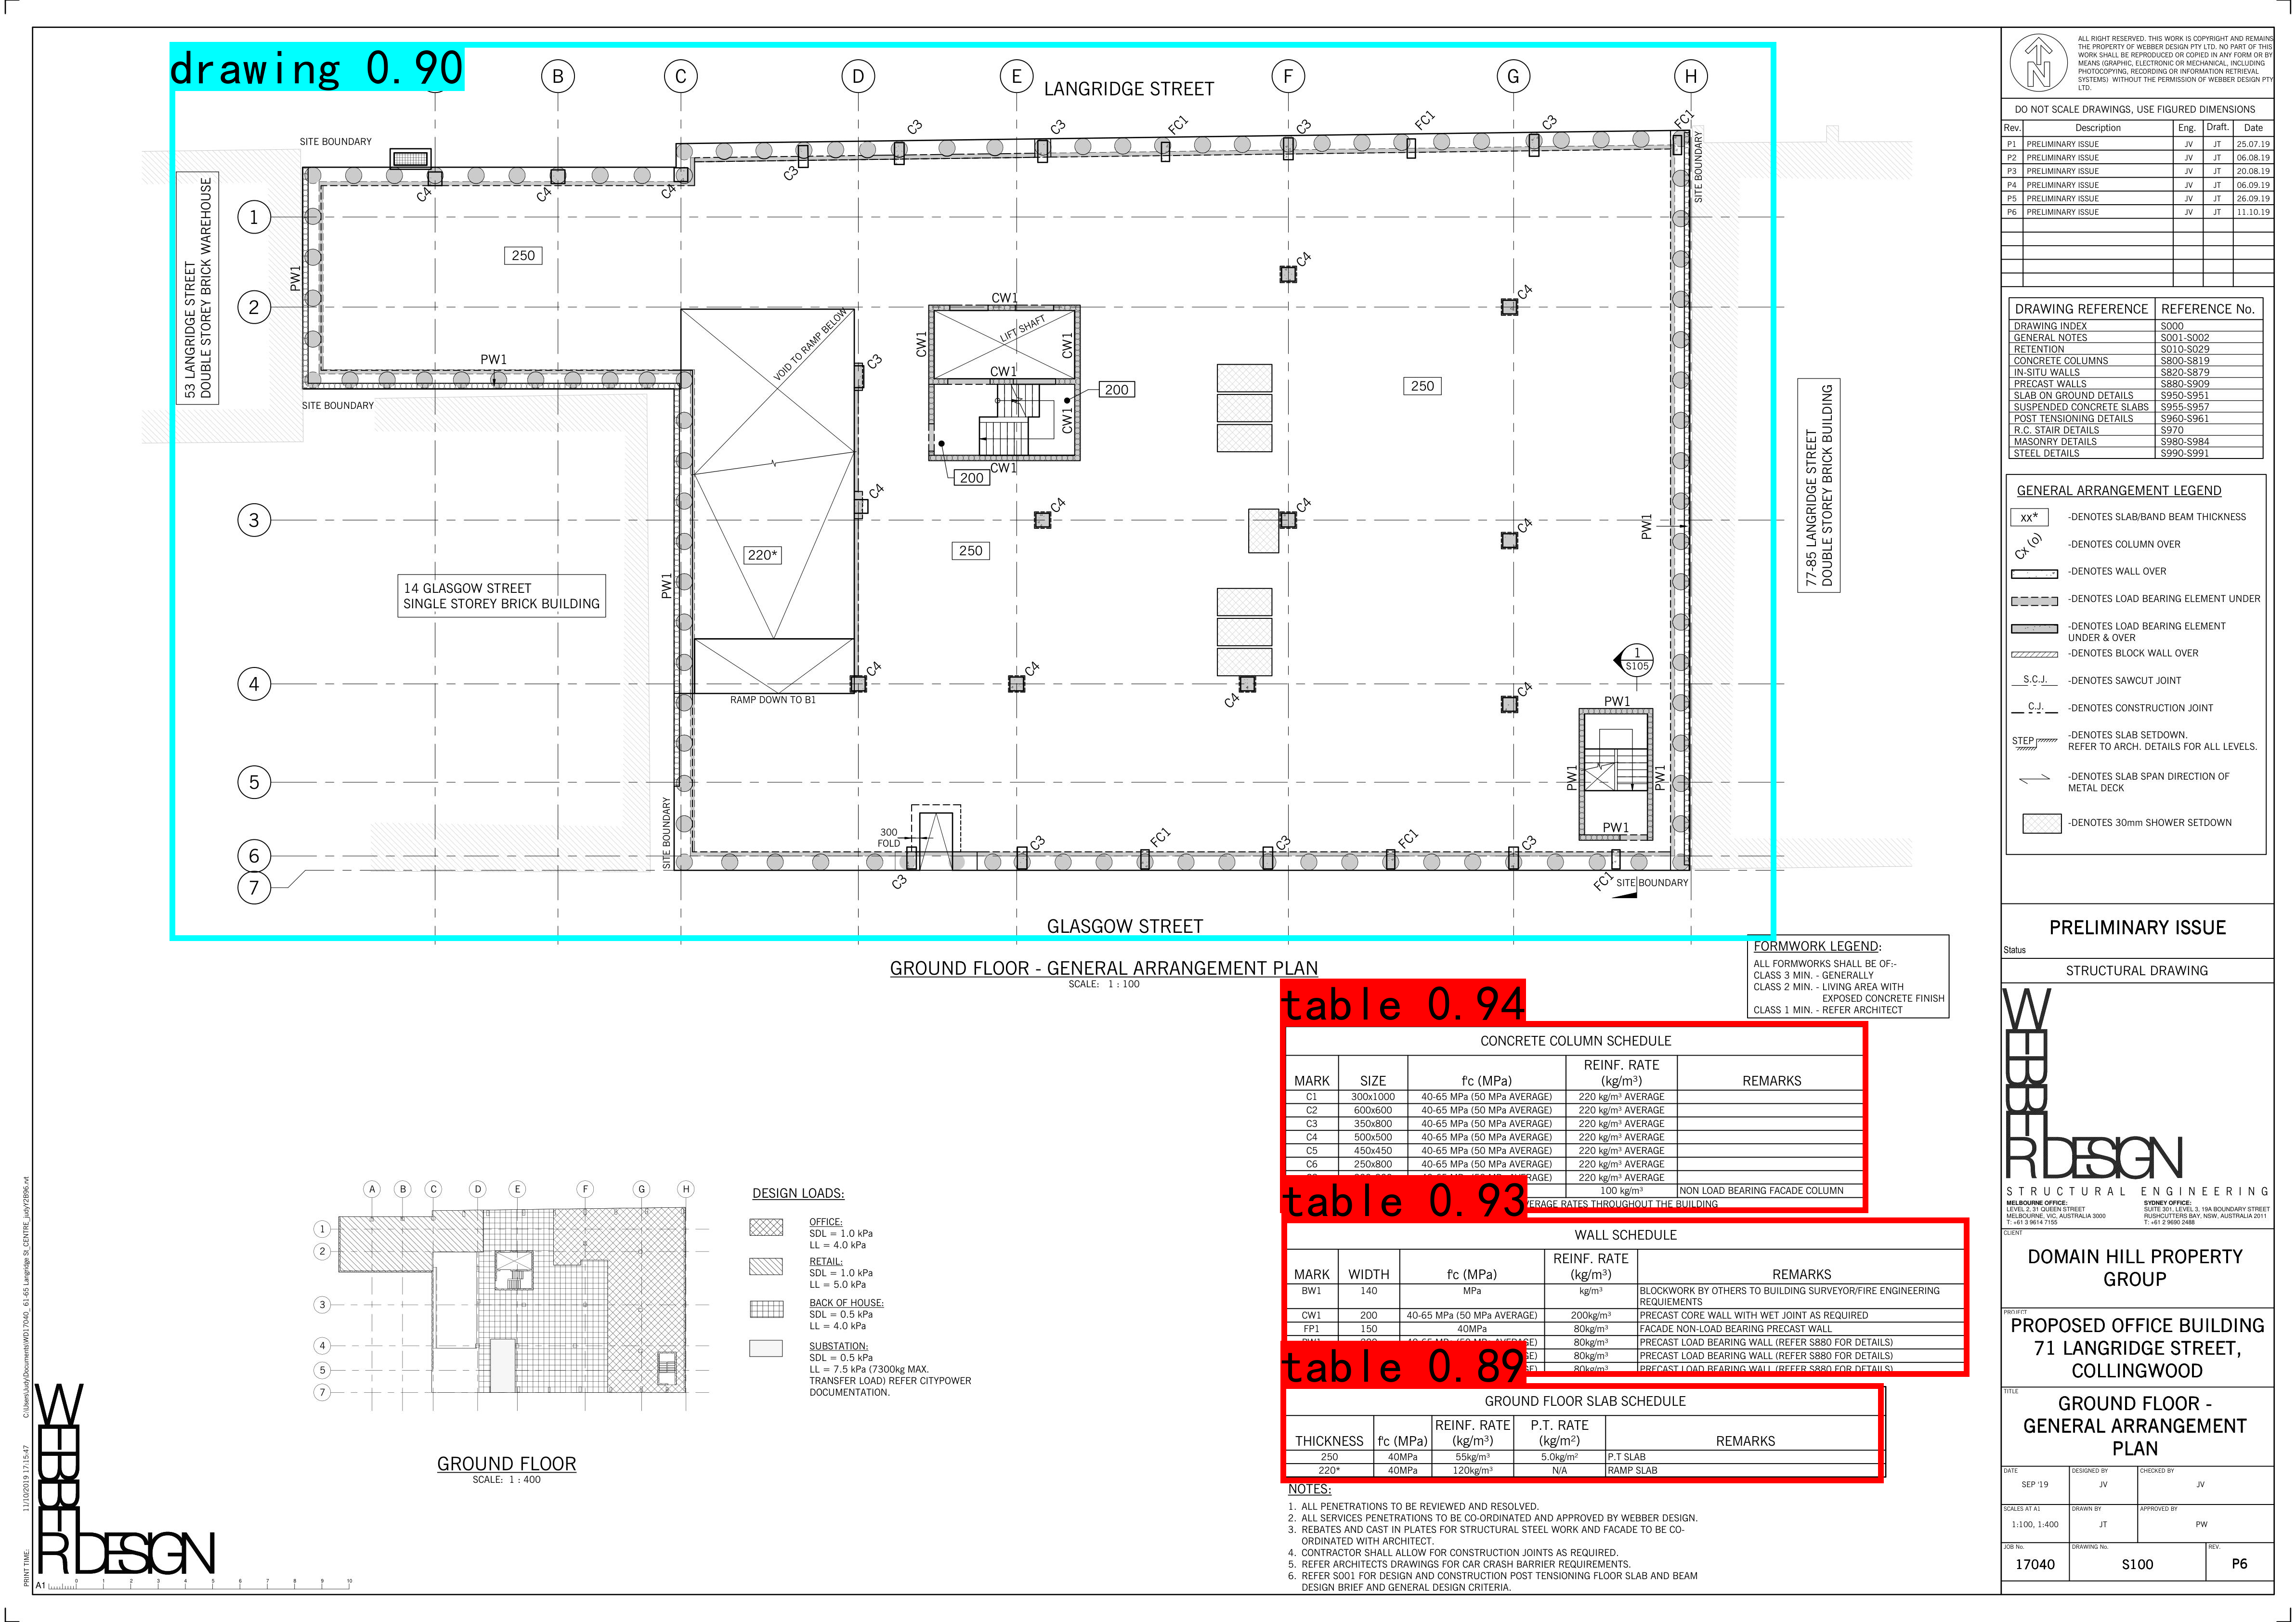 drawing 0.90
B
C
D
E
F
G
H
LANGRIDGE STREET
SITE BOUNDARY
C3
C3
FC1
C3
FC1
C3
FC1
C3
C4
C4
C4
SITE BOUNDARY
53 LANGRIDGE STREET
DOUBLE STOREY BRICK WAREHOUSE
1
2
3
4
5
6
7
PW1
250
PW1
SITE BOUNDARY
VOID TO RAMP BELOW
CW1
CW1
LIFT SHAFT
CW1
CW1
CW1
CW1
200
200
C3
C4
C4
C4
250
C4
C4
C4
250
220*
PW1
PW1
14 GLASGOW STREET
SINGLE STOREY BRICK BUILDING
77-85 LANGRIDGE STREET
DOUBLE STOREY BRICK BUILDING
1
S105
C4
C4
C4
C4
RAMP DOWN TO B1
PW1
PW1
PW1
PW1
SITE BOUNDARY
300
FOLD
C3
C3
FC1
C3
FC1
C3
FC1
SITE BOUNDARY
GLASGOW STREET
GROUND FLOOR - GENERAL ARRANGEMENT PLAN
SCALE: 1 : 100
FORMWORK LEGEND:
ALL FORMWORKS SHALL BE OF:-
CLASS 3 MIN. - GENERALLY
CLASS 2 MIN. - LIVING AREA WITH
EXPOSED CONCRETE FINISH
CLASS 1 MIN. - REFER ARCHITECT
table 0.94
CONCRETE COLUMN SCHEDULE
MARK SIZE f'c (MPa) REINF. RATE (kg/m³) REMARKS
C1 300x1000 40-65 MPa (50 MPa AVERAGE) 220 kg/m³ AVERAGE
C2 600x600 40-65 MPa (50 MPa AVERAGE) 220 kg/m³ AVERAGE
C3 350x800 40-65 MPa (50 MPa AVERAGE) 220 kg/m³ AVERAGE
C4 500x500 40-65 MPa (50 MPa AVERAGE) 220 kg/m³ AVERAGE
C5 450x450 40-65 MPa (50 MPa AVERAGE) 220 kg/m³ AVERAGE
C6 250x800 40-65 MPa (50 MPa AVERAGE) 220 kg/m³ AVERAGE
220 kg/m³ AVERAGE
100 kg/m³ NON LOAD BEARING FACADE COLUMN
RATES THROUGHOUT THE BUILDING
table 0.93
WALL SCHEDULE
MARK WIDTH f'c (MPa) REINF. RATE (kg/m³) REMARKS
BW1 140 MPa kg/m³ BLOCKWORK BY OTHERS TO BUILDING SURVEYOR/FIRE ENGINEERING
REQUIEMENTS
CW1 200 40-65 MPa (50 MPa AVERAGE) 200kg/m³ PRECAST CORE WALL WITH WET JOINT AS REQUIRED
FP1 150 40MPa 80kg/m³ FACADE NON-LOAD BEARING PRECAST WALL
80kg/m³ PRECAST LOAD BEARING WALL (REFER S880 FOR DETAILS)
80kg/m³ PRECAST LOAD BEARING WALL (REFER S880 FOR DETAILS)
80kg/m³ PRECAST LOAD BEARING WALL (REFER S880 FOR DETAILS)
table 0.89
GROUND FLOOR SLAB SCHEDULE
THICKNESS f'c (MPa) REINF. RATE (kg/m³) P.T. RATE (kg/m²) REMARKS
250 40MPa 55kg/m³ 5.0kg/m² P.T SLAB
220* 40MPa 120kg/m³ N/A RAMP SLAB
NOTES:
1. ALL PENETRATIONS TO BE REVIEWED AND RESOLVED.
2. ALL SERVICES PENETRATIONS TO BE CO-ORDINATED AND APPROVED BY WEBBER DESIGN.
3. REBATES AND CAST IN PLATES FOR STRUCTURAL STEEL WORK AND FACADE TO BE CO-
ORDINATED WITH ARCHITECT.
4. CONTRACTOR SHALL ALLOW FOR CONSTRUCTION JOINTS AS REQUIRED.
5. REFER ARCHITECTS DRAWINGS FOR CAR CRASH BARRIER REQUIREMENTS.
6. REFER S001 FOR DESIGN AND CONSTRUCTION POST TENSIONING FLOOR SLAB AND BEAM
DESIGN BRIEF AND GENERAL DESIGN CRITERIA.
A B C D E F G H
1
2
3
4
5
7
GROUND FLOOR
SCALE: 1 : 400
DESIGN LOADS:
OFFICE:
SDL = 1.0 kPa
LL = 4.0 kPa
RETAIL:
SDL = 1.0 kPa
LL = 5.0 kPa
BACK OF HOUSE:
SDL = 0.5 kPa
LL = 4.0 kPa
SUBSTATION:
SDL = 0.5 kPa
LL = 7.5 kPa (7300kg MAX.
TRANSFER LOAD) REFER CITYPOWER
DOCUMENTATION.
PRINT TIME: 11/10/2019 17:15:47 C:\Users\Judy\Documents\WD17040_ 61-65 Langridge St_CENTRE_judyY2B96.rvt
WEBBER DESIGN
A1 0 1 2 3 4 5 6 7 8 9 10
N
ALL RIGHT RESERVED. THIS WORK IS COPYRIGHT AND REMAINS
THE PROPERTY OF WEBBER DESIGN PTY LTD. NO PART OF THIS
WORK SHALL BE REPRODUCED OR COPIED IN ANY FORM OR BY
MEANS (GRAPHIC, ELECTRONIC OR MECHANICAL, INCLUDING
PHOTOCOPYING, RECORDING OR INFORMATION RETRIEVAL
SYSTEMS) WITHOUT THE PERMISSION OF WEBBER DESIGN PTY
LTD.
DO NOT SCALE DRAWINGS, USE FIGURED DIMENSIONS
Rev. Description Eng. Draft. Date
P1 PRELIMINARY ISSUE JV JT 25.07.19
P2 PRELIMINARY ISSUE JV JT 06.08.19
P3 PRELIMINARY ISSUE JV JT 20.08.19
P4 PRELIMINARY ISSUE JV JT 06.09.19
P5 PRELIMINARY ISSUE JV JT 26.09.19
P6 PRELIMINARY ISSUE JV JT 11.10.19
DRAWING REFERENCE REFERENCE No.
DRAWING INDEX S000
GENERAL NOTES S001-S002
RETENTION S010-S029
CONCRETE COLUMNS S800-S819
IN-SITU WALLS S820-S879
PRECAST WALLS S880-S909
SLAB ON GROUND DETAILS S950-S951
SUSPENDED CONCRETE SLABS S955-S957
POST TENSIONING DETAILS S960-S961
R.C. STAIR DETAILS S970
MASONRY DETAILS S980-S984
STEEL DETAILS S990-S991
GENERAL ARRANGEMENT LEGEND
xx* -DENOTES SLAB/BAND BEAM THICKNESS
Cx (o) -DENOTES COLUMN OVER
-DENOTES WALL OVER
-DENOTES LOAD BEARING ELEMENT UNDER
-DENOTES LOAD BEARING ELEMENT
UNDER & OVER
-DENOTES BLOCK WALL OVER
S.C.J. -DENOTES SAWCUT JOINT
C.J. -DENOTES CONSTRUCTION JOINT
STEP -DENOTES SLAB SETDOWN.
REFER TO ARCH. DETAILS FOR ALL LEVELS.
-DENOTES SLAB SPAN DIRECTION OF
METAL DECK
-DENOTES 30mm SHOWER SETDOWN
PRELIMINARY ISSUE
Status
STRUCTURAL DRAWING
WEBBER DESIGN
STRUCTURAL ENGINEERING
MELBOURNE OFFICE:
LEVEL 2, 31 QUEEN STREET
MELBOURNE, VIC, AUSTRALIA 3000
T: +61 3 9614 7155
SYDNEY OFFICE:
SUITE 301, LEVEL 3, 19A BOUNDARY STREET
RUSHCUTTERS BAY, NSW, AUSTRALIA 2011
T: +61 2 9690 2488
CLIENT
DOMAIN HILL PROPERTY
GROUP
PROJECT
PROPOSED OFFICE BUILDING
71 LANGRIDGE STREET,
COLLINGWOOD
TITLE
GROUND FLOOR -
GENERAL ARRANGEMENT
PLAN
DATE DESIGNED BY CHECKED BY
SEP '19 JV JV
SCALES AT A1 DRAWN BY APPROVED BY
1:100, 1:400 JT PW
JOB No. DRAWING No. REV.
17040 S100 P6